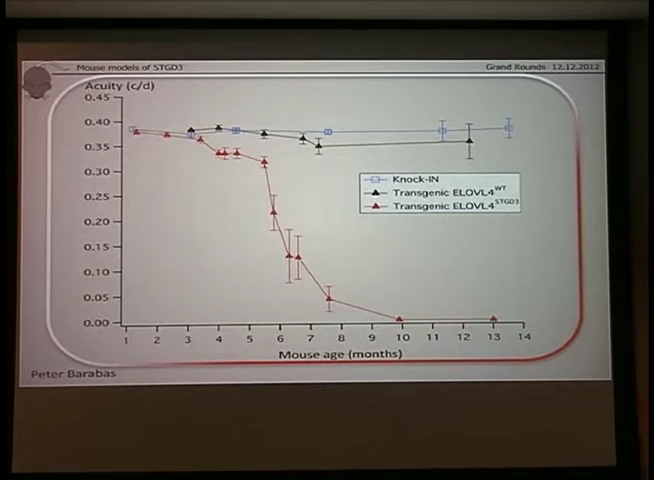 Mouse models of STGD3
Grand Rounds 12.12.2012
Acuity (c/d)
0.45
0.40
0.35
0.30
0.25
0.20
0.15
0.10
0.05
0.00
Knock-IN
Transgenic ELOVL4WT
Transgenic ELOVL4STGD3
1 2 3 4 5 6 7 8 9 10 11 12 13 14
Mouse age (months)
Peter Barabas